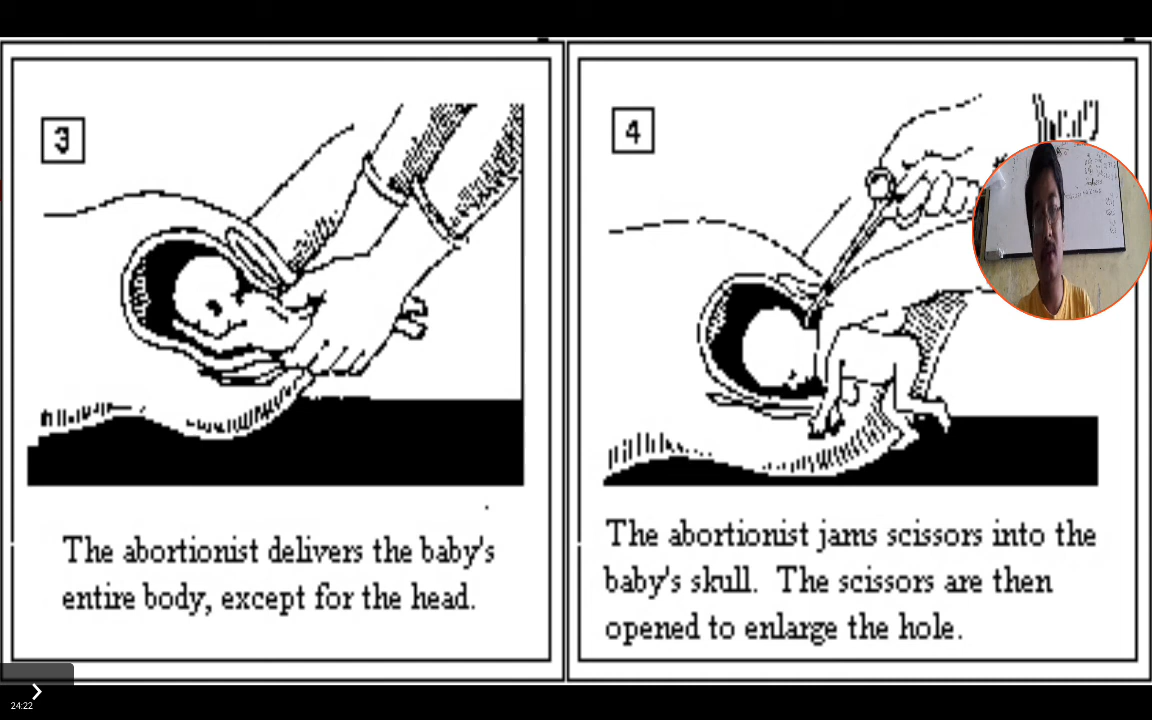 3
The abortionist delivers the baby's
entire body, except for the head.
4
The abortionist jams scissors into the
baby's skull. The scissors are then
opened to enlarge the hole.
24:22